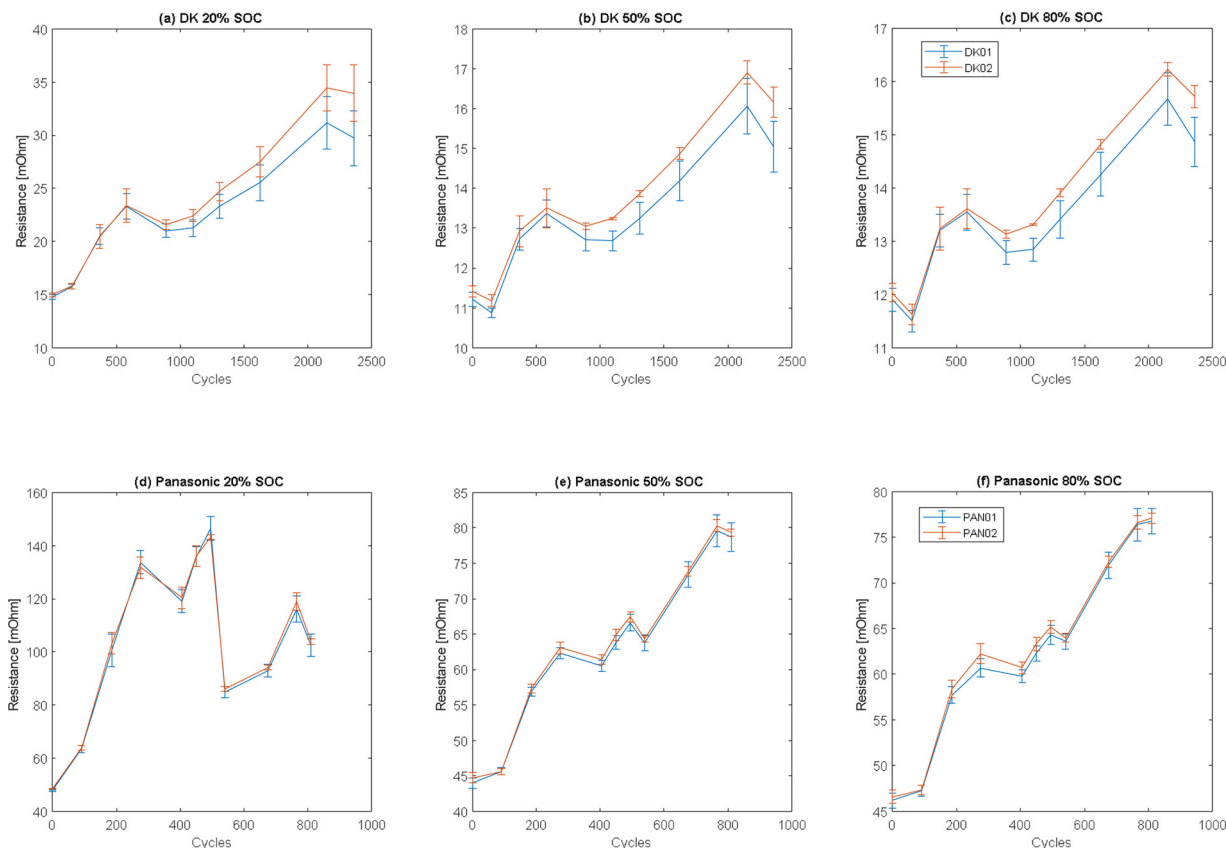 (a) DK 20% SOC
40
35
30
25
20
15
10
Resistance [mOhm]
0 500 1000 1500 2000 2500
Cycles
(b) DK 50% SOC
18
17
16
15
14
13
12
11
10
Resistance [mOhm]
0 500 1000 1500 2000 2500
Cycles
(c) DK 80% SOC
DK01
DK02
17
16
15
14
13
12
11
Resistance [mOhm]
0 500 1000 1500 2000 2500
Cycles
(d) Panasonic 20% SOC
160
140
120
100
80
60
40
Resistance [mOhm]
0 200 400 600 800 1000
Cycles
(e) Panasonic 50% SOC
85
80
75
70
65
60
55
50
45
40
Resistance [mOhm]
0 200 400 600 800 1000
Cycles
(f) Panasonic 80% SOC
PAN01
PAN02
80
75
70
65
60
55
50
45
Resistance [mOhm]
0 200 400 600 800 1000
Cycles